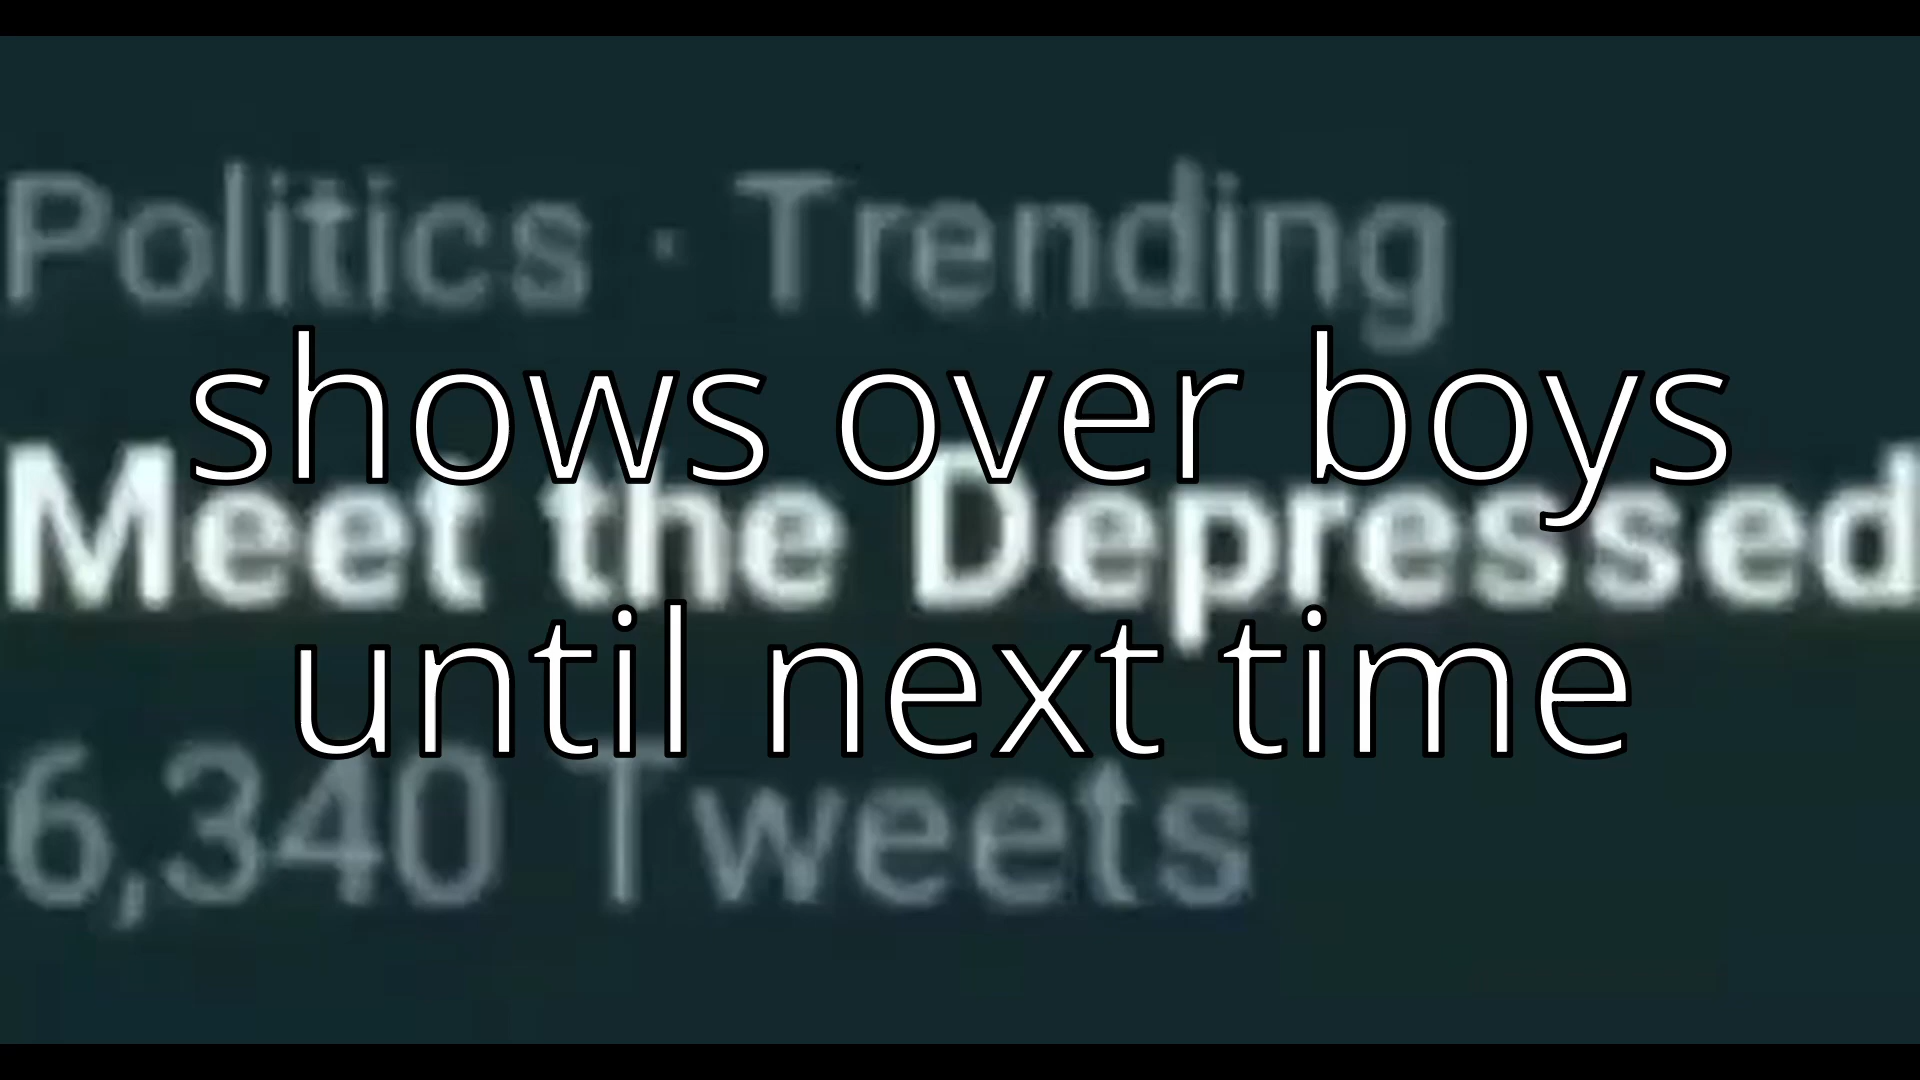 Politics · Trending
shows over boys
Meet the Depressed
until next time
6,340 Tweets